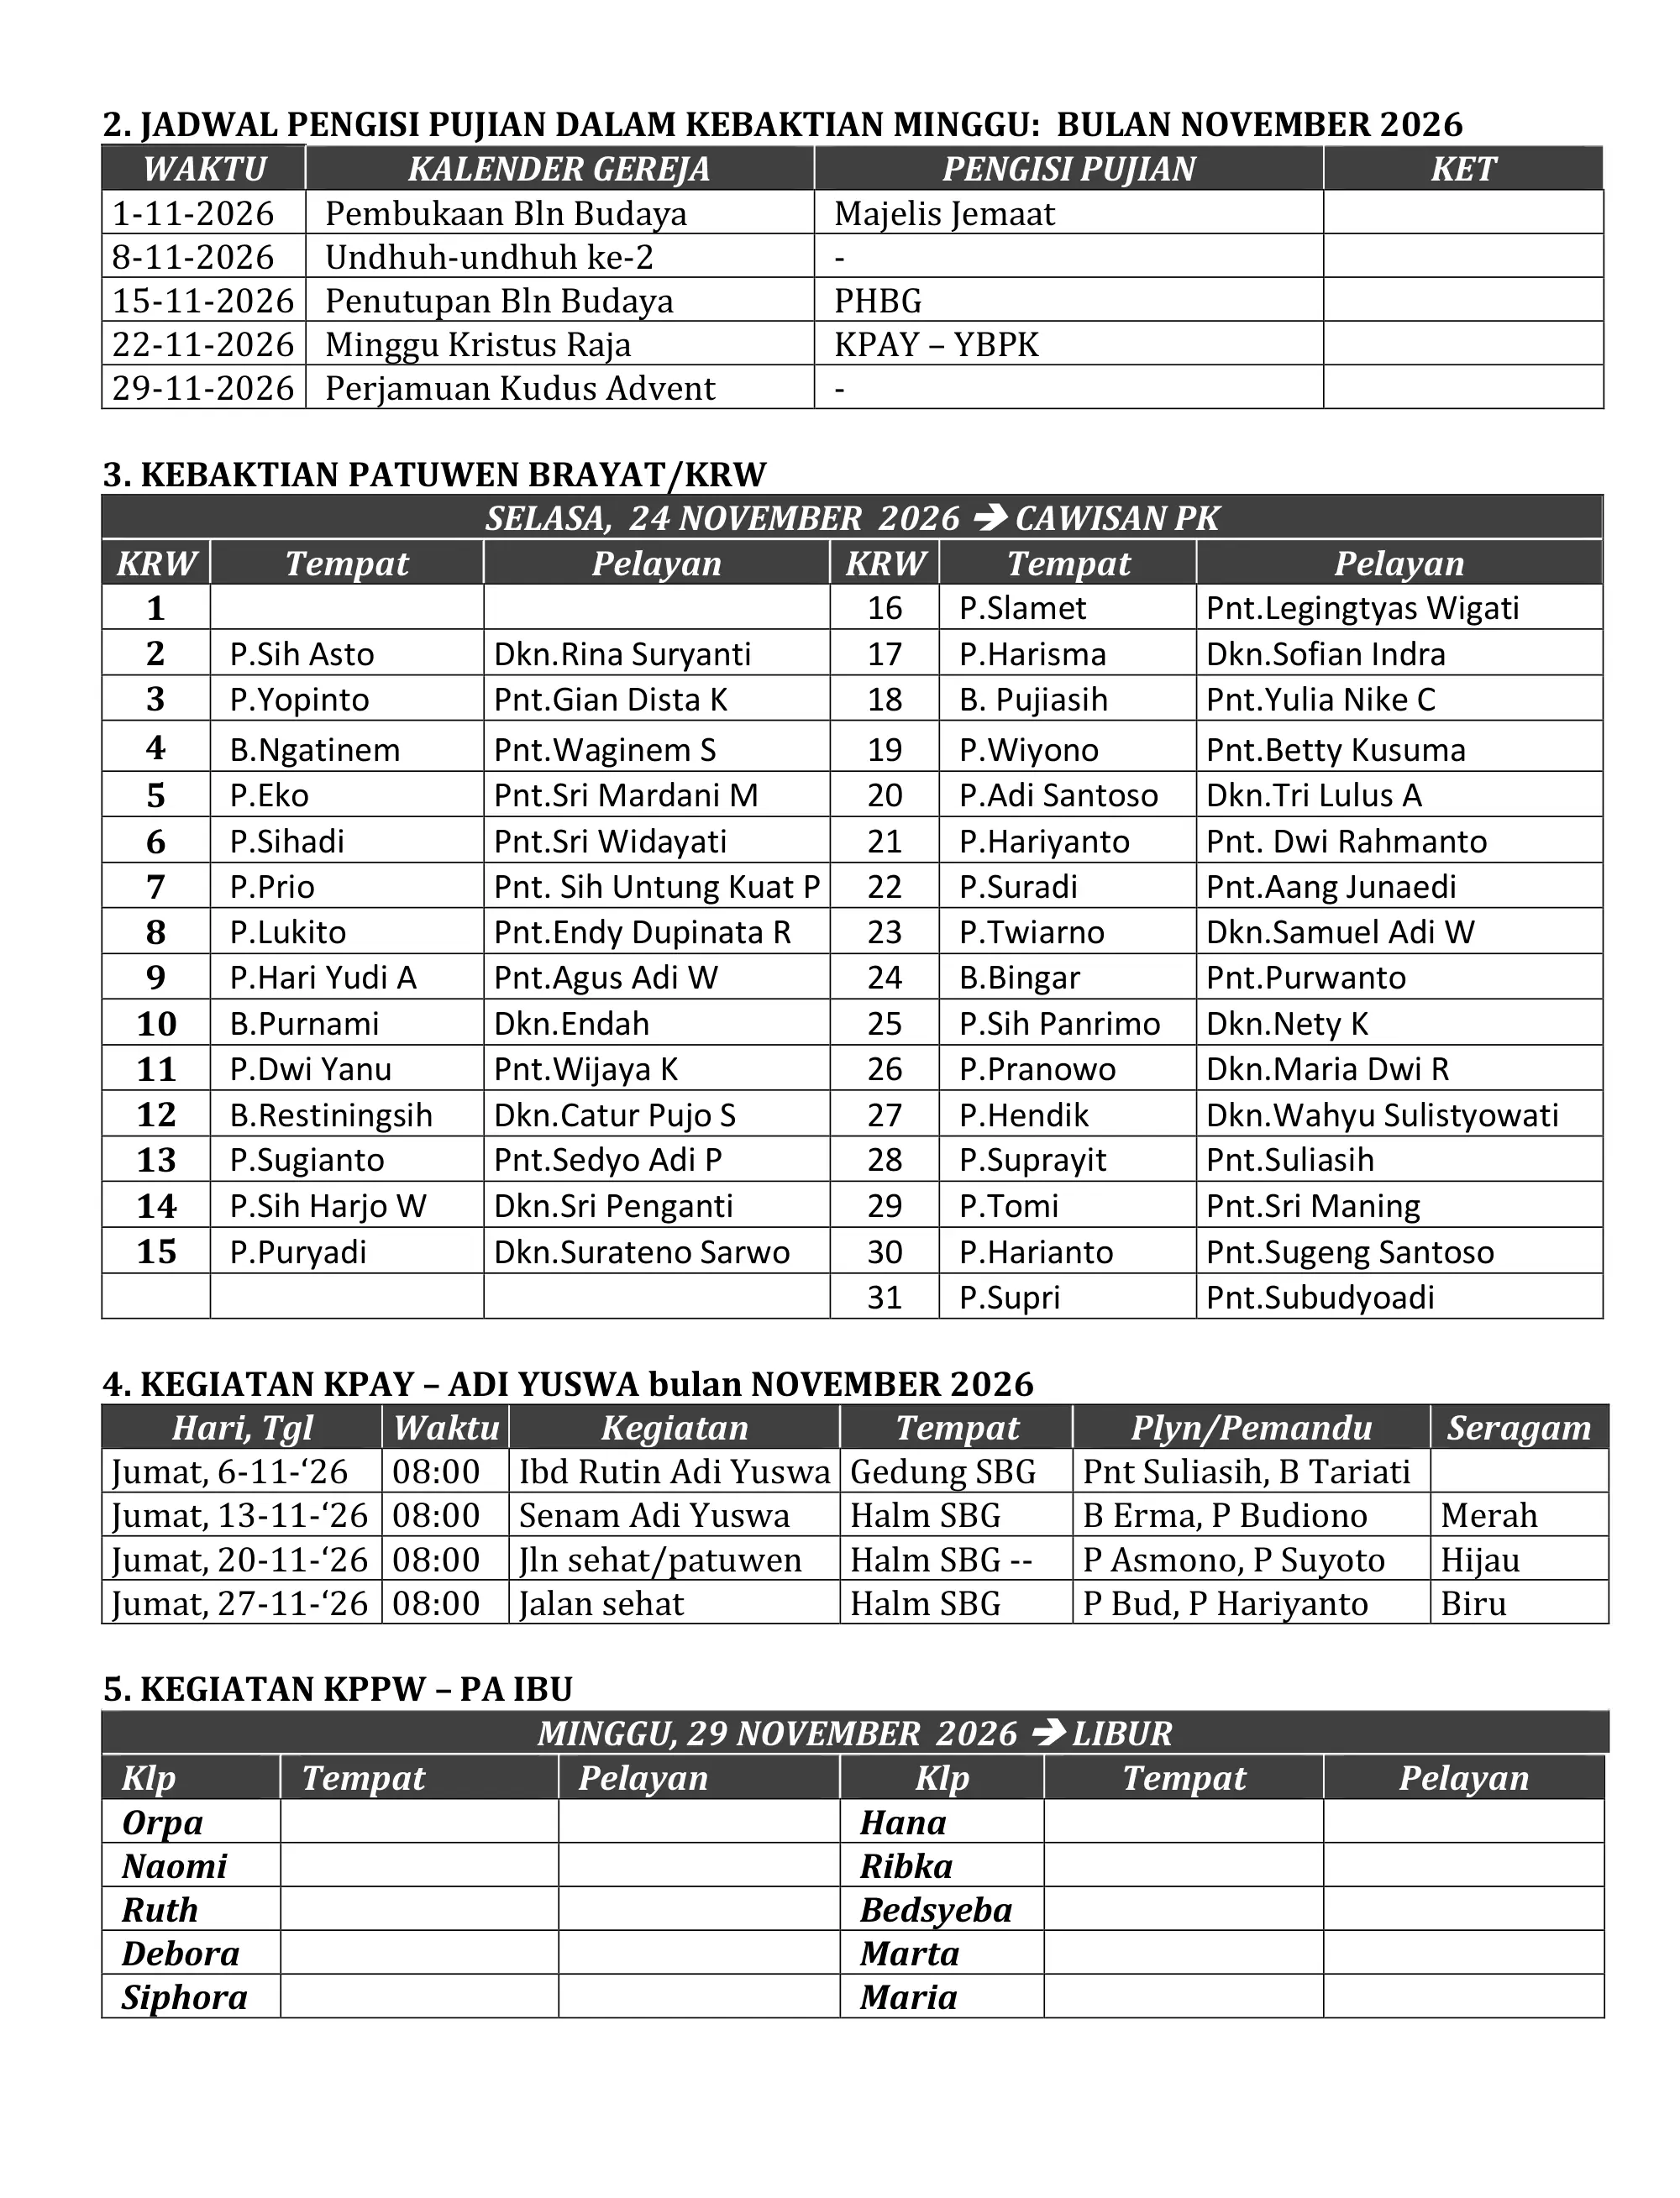 2. JADWAL PENGISI PUJIAN DALAM KEBAKTIAN MINGGU:  BULAN NOVEMBER 2026
WAKTU KALENDER GEREJA PENGISI PUJIAN KET
1-11-2026 Pembukaan Bln Budaya Majelis Jemaat
8-11-2026 Undhuh-undhuh ke-2 -
15-11-2026 Penutupan Bln Budaya PHBG
22-11-2026 Minggu Kristus Raja KPAY – YBPK
29-11-2026 Perjamuan Kudus Advent -
3. KEBAKTIAN PATUWEN BRAYAT/KRW
SELASA,  24 NOVEMBER  2026 ➔ CAWISAN PK
KRW Tempat Pelayan KRW Tempat Pelayan
1 16 P.Slamet Pnt.Legingtyas Wigati
2 P.Sih Asto Dkn.Rina Suryanti 17 P.Harisma Dkn.Sofian Indra
3 P.Yopinto Pnt.Gian Dista K 18 B. Pujiasih Pnt.Yulia Nike C
4 B.Ngatinem Pnt.Waginem S 19 P.Wiyono Pnt.Betty Kusuma
5 P.Eko Pnt.Sri Mardani M 20 P.Adi Santoso Dkn.Tri Lulus A
6 P.Sihadi Pnt.Sri Widayati 21 P.Hariyanto Pnt. Dwi Rahmanto
7 P.Prio Pnt. Sih Untung Kuat P 22 P.Suradi Pnt.Aang Junaedi
8 P.Lukito Pnt.Endy Dupinata R 23 P.Twiarno Dkn.Samuel Adi W
9 P.Hari Yudi A Pnt.Agus Adi W 24 B.Bingar Pnt.Purwanto
10 B.Purnami Dkn.Endah 25 P.Sih Panrimo Dkn.Nety K
11 P.Dwi Yanu Pnt.Wijaya K 26 P.Pranowo Dkn.Maria Dwi R
12 B.Restiningsih Dkn.Catur Pujo S 27 P.Hendik Dkn.Wahyu Sulistyowati
13 P.Sugianto Pnt.Sedyo Adi P 28 P.Suprayit Pnt.Suliasih
14 P.Sih Harjo W Dkn.Sri Penganti 29 P.Tomi Pnt.Sri Maning
15 P.Puryadi Dkn.Surateno Sarwo 30 P.Harianto Pnt.Sugeng Santoso
31 P.Supri Pnt.Subudyoadi
4. KEGIATAN KPAY – ADI YUSWA bulan NOVEMBER 2026
Hari, Tgl Waktu Kegiatan Tempat Plyn/Pemandu Seragam
Jumat, 6-11-‘26 08:00 Ibd Rutin Adi Yuswa Gedung SBG Pnt Suliasih, B Tariati
Jumat, 13-11-‘26 08:00 Senam Adi Yuswa Halm SBG B Erma, P Budiono Merah
Jumat, 20-11-‘26 08:00 Jln sehat/patuwen Halm SBG -- P Asmono, P Suyoto Hijau
Jumat, 27-11-‘26 08:00 Jalan sehat Halm SBG P Bud, P Hariyanto Biru
5. KEGIATAN KPPW – PA IBU
MINGGU, 29 NOVEMBER  2026 ➔ LIBUR
Klp Tempat Pelayan Klp Tempat Pelayan
Orpa Hana
Naomi Ribka
Ruth Bedsyeba
Debora Marta
Siphora Maria